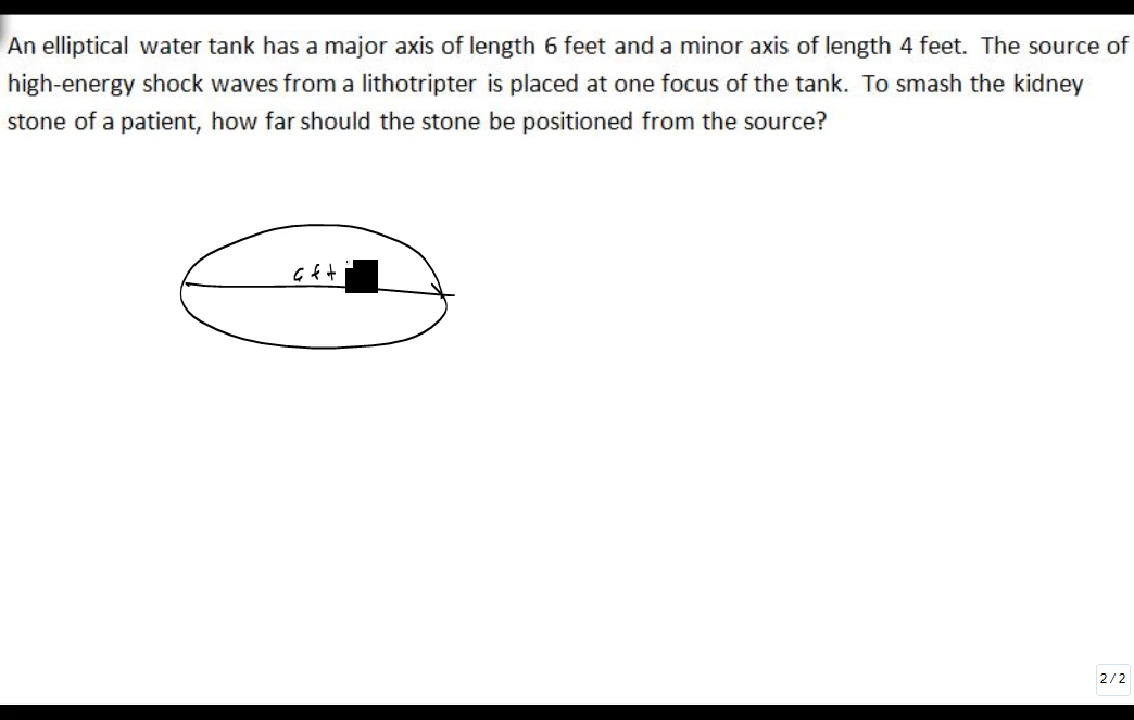 An elliptical water tank has a major axis of length 6 feet and a minor axis of length 4 feet. The source of
high-energy shock waves from a lithotripter is placed at one focus of the tank. To smash the kidney
stone of a patient, how far should the stone be positioned from the source?
6 ft
2/2